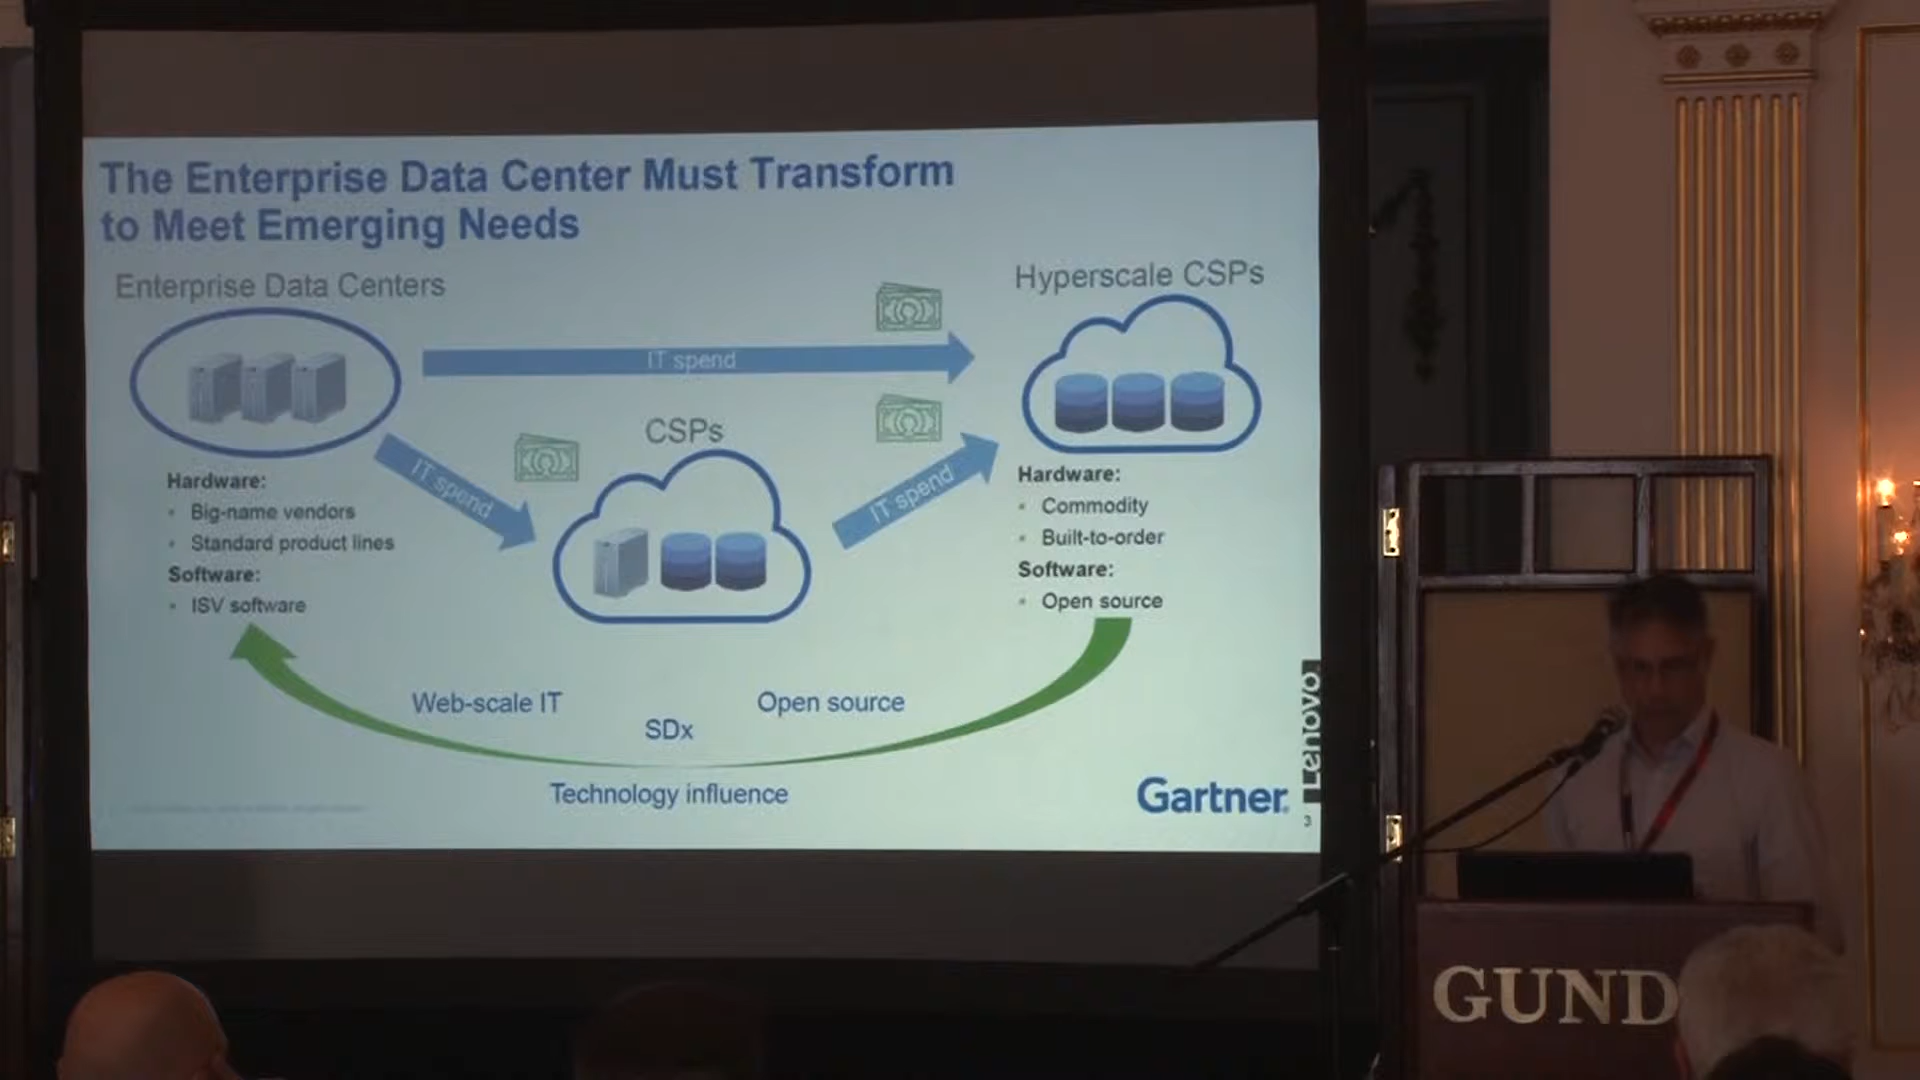 The Enterprise Data Center Must Transform
to Meet Emerging Needs
Enterprise Data Centers
Hyperscale CSPs
IT spend
CSPs
IT spend
IT spend
Hardware:
• Big-name vendors
• Standard product lines
Software:
• ISV software
Hardware:
• Commodity
• Built-to-order
Software:
• Open source
Web-scale IT
SDx
Open source
Technology influence
Gartner.
Lenovo
3
GUND